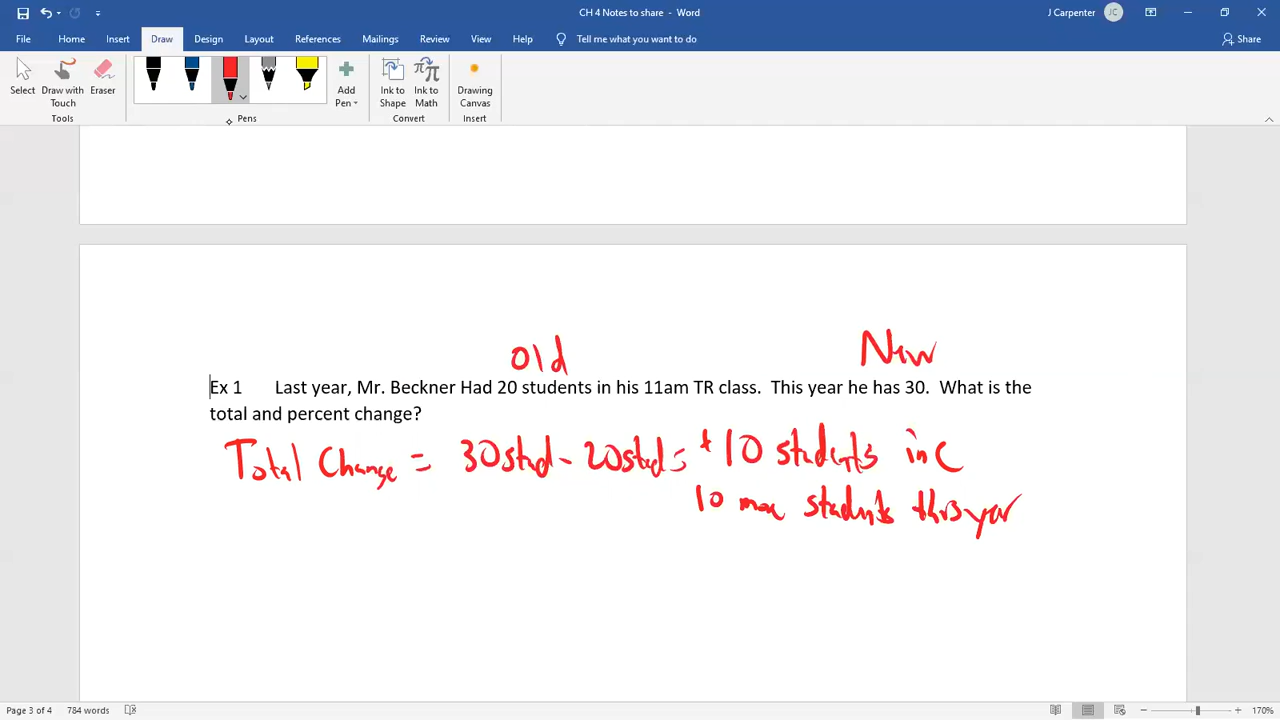 CH 4 Notes to share - Word
J Carpenter JC
File Home Insert Draw Design Layout References Mailings Review View Help Tell me what you want to do Share
Select Draw with Touch Eraser Add Pen Ink to Shape Ink to Math Drawing Canvas
Tools Pens Convert Insert
Old New
Ex 1 Last year, Mr. Beckner Had 20 students in his 11am TR class. This year he has 30. What is the
total and percent change?
Total Change = 30stud - 20stud = +10 students inc
10 more students this year
Page 3 of 4 784 words 170%